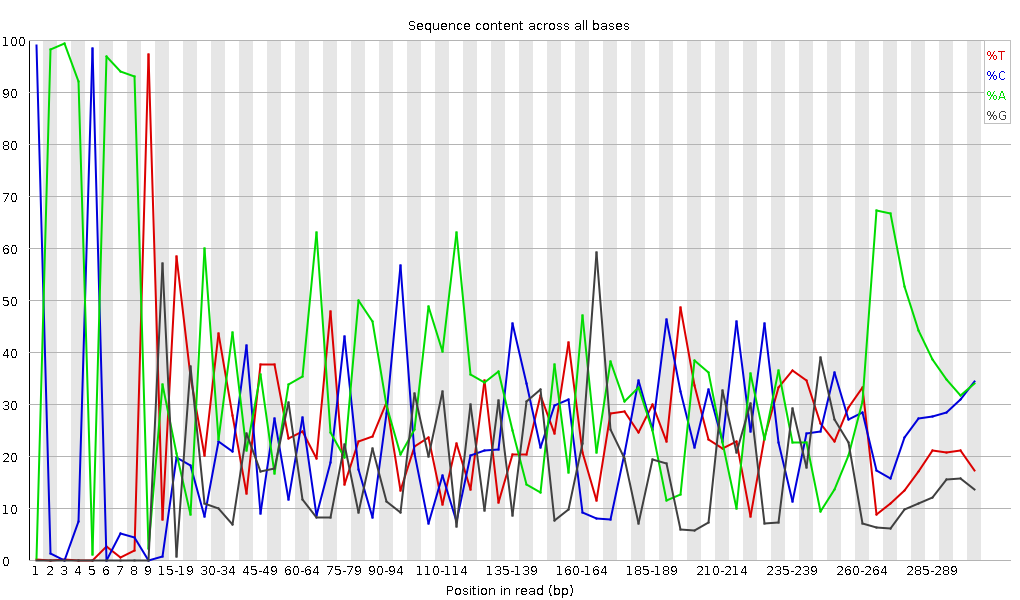 Sequence content across all bases
100
90
80
70
60
50
40
30
20
10
0
%T
%C
%A
%G
1 2 3 4 5 6 7 8 9 15-19 30-34 45-49 60-64 75-79 90-94 110-114 135-139 160-164 185-189 210-214 235-239 260-264 285-289
Position in read (bp)